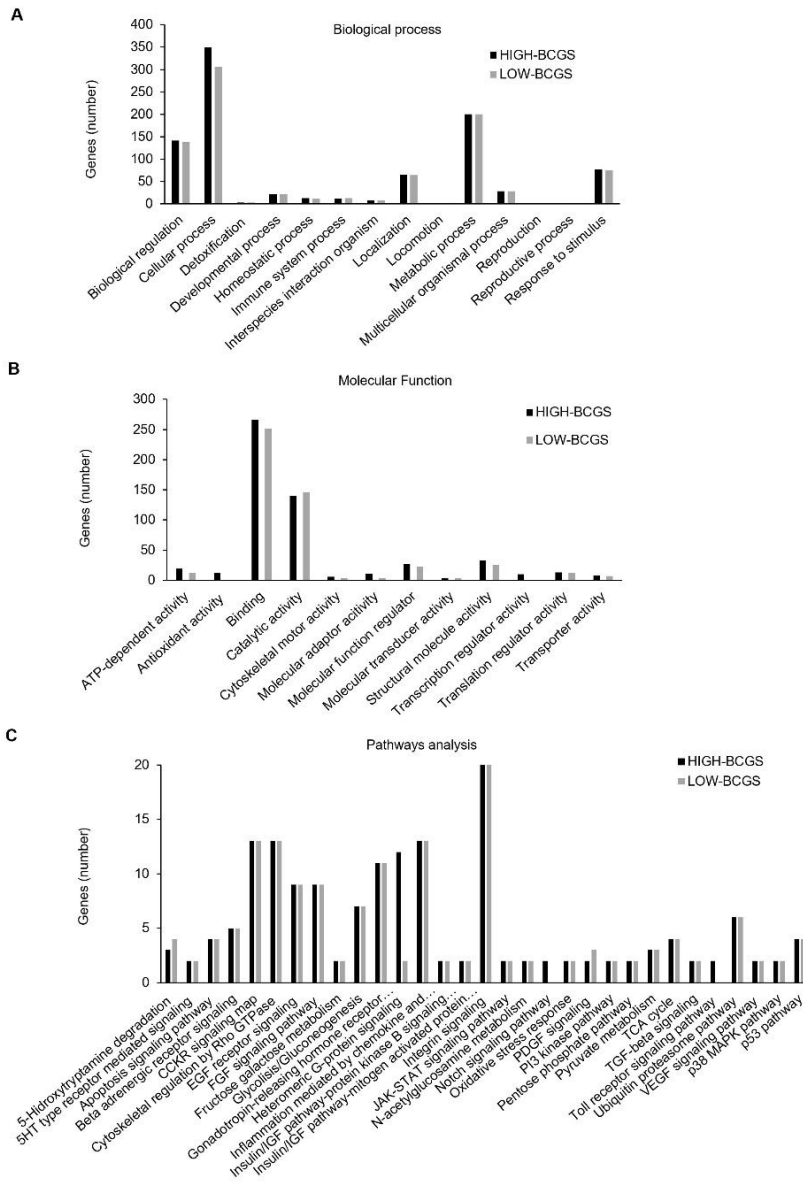 A
Biological process
400
350
300
250
200
150
100
50
0
Genes (number)
HIGH-BCGS
LOW-BCGS
Biological regulation
Cellular process
Detoxification
Developmental process
Homeostatic process
Immune system process
Interspecies interaction organism
Localization
Locomotion
Metabolic process
Multicellular organismal process
Reproduction
Reproductive process
Response to stimulus
B
Molecular Function
300
250
200
150
100
50
0
Genes (number)
HIGH-BCGS
LOW-BCGS
ATP-dependent activity
Antioxidant activity
Binding
Catalytic activity
Cytoskeletal motor activity
Molecular adaptor acitivity
Molecular function regulator
Molecular transducer activity
Structural molecule acitivity
Transcription regulator activity
Translation regulator activity
Transporter activity
C
Pathways analysis
20
15
10
5
0
Genes (number)
HIGH-BCGS
LOW-BCGS
5-Hidroxytryptamine degradation
5HT type receptor mediated signaling
Apoptosis signaling pathway
Beta adrenergic receptor signaling
CCKR signaling map
Cytoskeletal regulation by Rho GTPase
EGF receptor signaling
FGF signaling pathway
Fructose galactose metabolism
Glycolysis/Gluconeogenesis
Gonadotropin-releasing hormone receptor…
Heteromeric G-protein signaling
Inflammation mediated by chemokine and…
Insulin/IGF pathway-protein kinase B signaling…
Insulin/IGF pathway-mitogen activated protein…
Integrin signaling
JAK-STAT signaling pathway
N-acetylglucosamine metabolism
Notch signaling pathway
Oxidative stress response
PDGF signaling
PI3 kinase pathway
Pentose phosphate pathway
Pyruvate metabolism
TCA cycle
TGF-beta signaling
Toll receptor signaling pathway
Ubiquitin proteasome pathway
VEGF signaling pathway
p38 MAPK pathway
p53 pathway